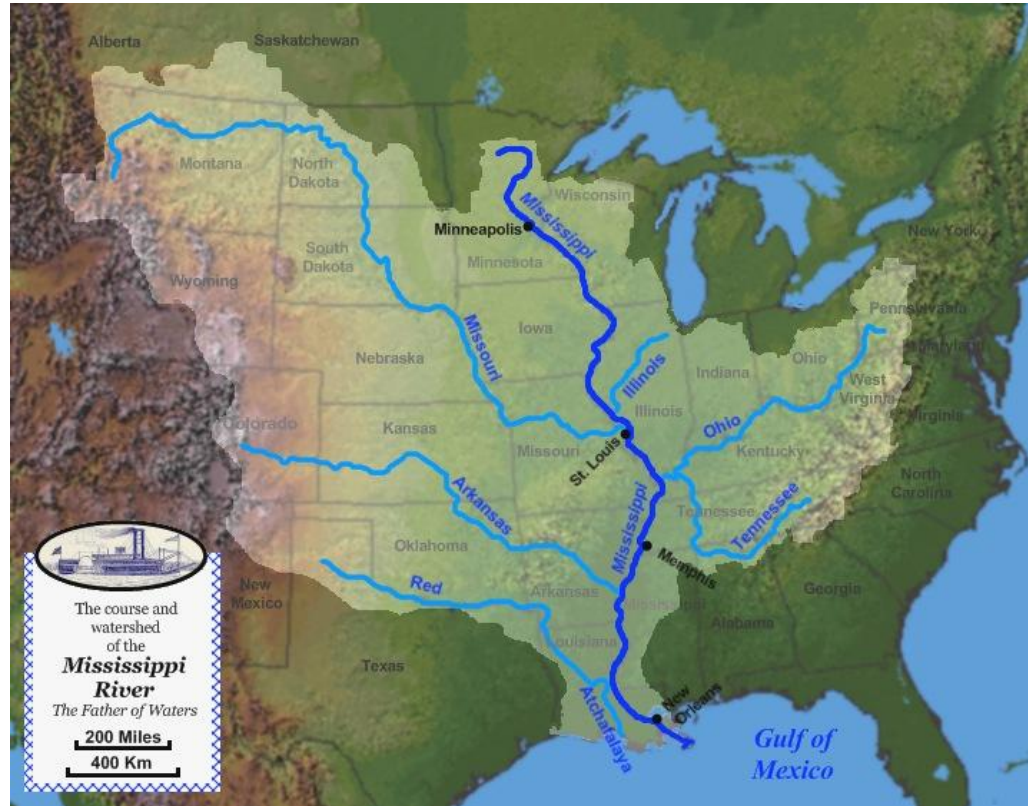 Alberta
Saskatchewan
Montana
North
Dakota
Wisconsin
Mississippi
Minneapolis
New York
South
Dakota
Minnesota
Wyoming
Pennsylvania
Iowa
Missouri
Maryland
Nebraska
Illinois
Indiana
Ohio
West
Virginia
Virginia
Colorado
Kansas
Missouri
St. Louis
Illinois
Ohio
Kentucky
North
Carolina
Arkansas
Mississippi
Tennessee
Tennessee
Oklahoma
Memphis
Red
Arkansas
Mississippi
Georgia
New
Mexico
Alabama
Louisiana
Texas
Atchafalaya
New
Orleans
Gulf of
Mexico
The course and
watershed
of the
Mississippi
River
The Father of Waters
200 Miles
400 Km